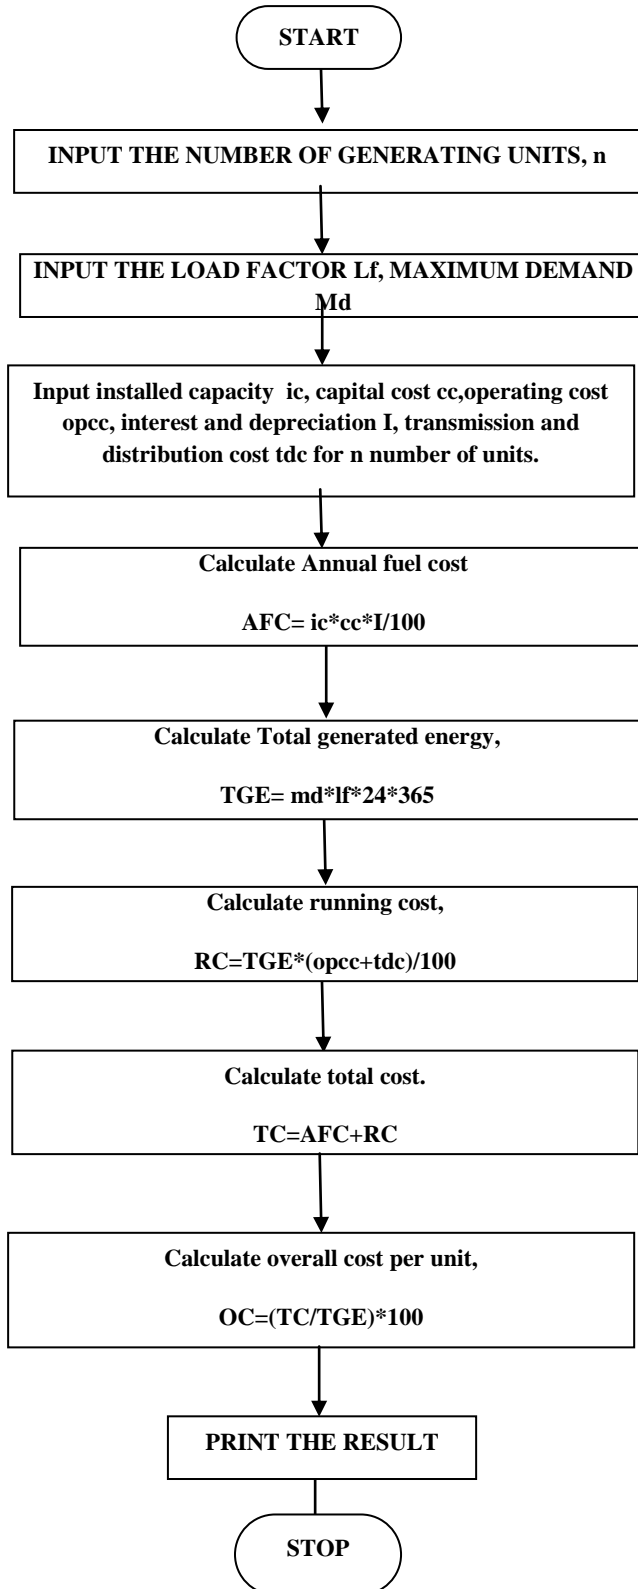 START
INPUT THE NUMBER OF GENERATING UNITS, n
INPUT THE LOAD FACTOR Lf, MAXIMUM DEMAND
Md
Input installed capacity ic, capital cost cc,operating cost
opcc, interest and depreciation I, transmission and
distribution cost tdc for n number of units.
Calculate Annual fuel cost
AFC= ic*cc*I/100
Calculate Total generated energy,
TGE= md*lf*24*365
Calculate running cost,
RC=TGE*(opcc+tdc)/100
Calculate total cost.
TC=AFC+RC
Calculate overall cost per unit,
OC=(TC/TGE)*100
PRINT THE RESULT
STOP